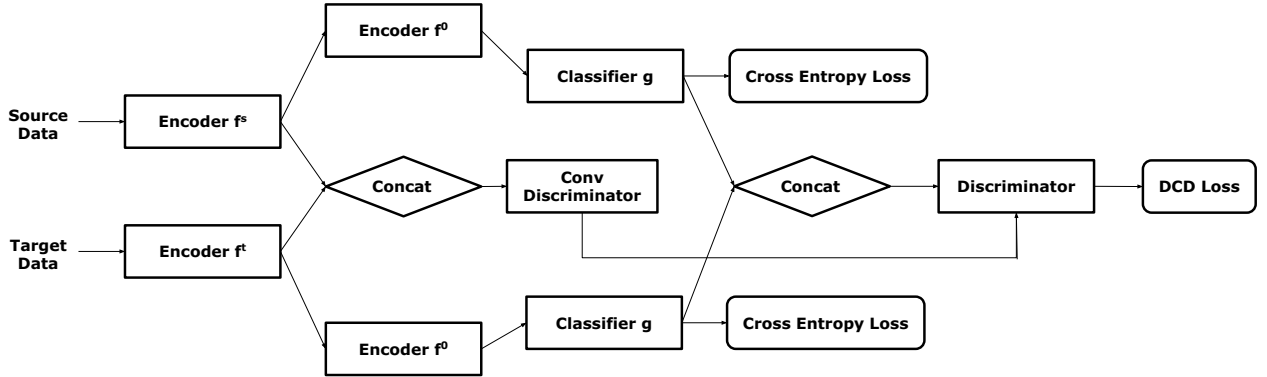 Encoder f⁰
Classifier g
Cross Entropy Loss
Source
Data
Encoder fˢ
Concat
Conv
Discriminator
Concat
Discriminator
DCD Loss
Target
Data
Encoder fᵗ
Classifier g
Cross Entropy Loss
Encoder f⁰